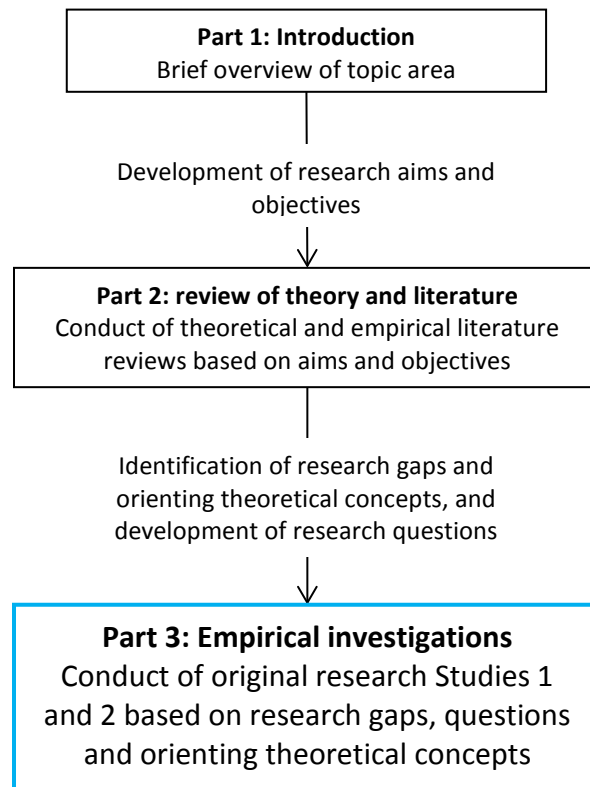 Part 1: Introduction
Brief overview of topic area
Development of research aims and
objectives
Part 2: review of theory and literature
Conduct of theoretical and empirical literature
reviews based on aims and objectives
Identification of research gaps and
orienting theoretical concepts, and
development of research questions
Part 3: Empirical investigations
Conduct of original research Studies 1
and 2 based on research gaps, questions
and orienting theoretical concepts